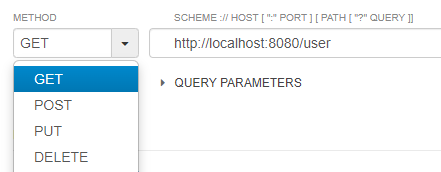 METHOD
SCHEME :// HOST [ ":" PORT ] [ PATH [ "?" QUERY ]]
GET
http://localhost:8080/user
GET
QUERY PARAMETERS
POST
PUT
DELETE